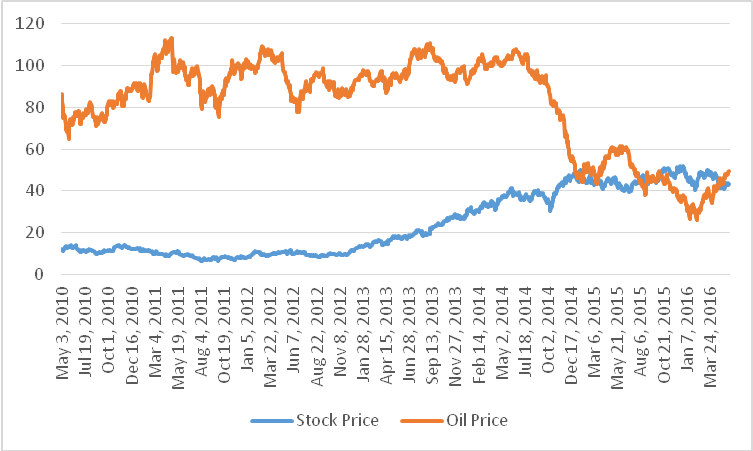 120
100
80
60
40
20
0
May 3, 2010
Jul 19, 2010
Oct 1, 2010
Dec 16, 2010
Mar 4, 2011
May 19, 2011
Aug 4, 2011
Oct 19, 2011
Jan 5, 2012
Mar 22, 2012
Jun 7, 2012
Aug 22, 2012
Nov 8, 2012
Jan 28, 2013
Apr 15, 2013
Jun 28, 2013
Sep 13, 2013
Nov 27, 2013
Feb 14, 2014
May 2, 2014
Jul 18, 2014
Oct 2, 2014
Dec 17, 2014
Mar 6, 2015
May 21, 2015
Aug 6, 2015
Oct 21, 2015
Jan 7, 2016
Mar 24, 2016
Stock Price
Oil Price